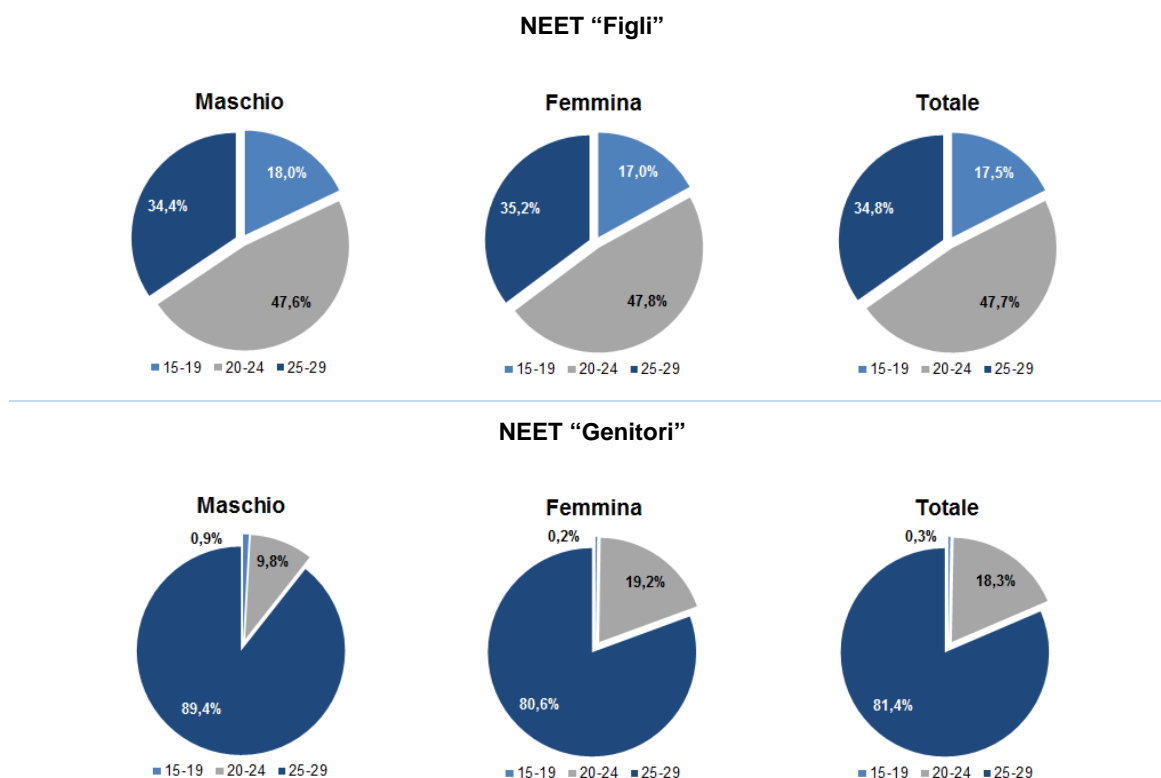 NEET “Figli”
Maschio
18,0%
34,4%
47,6%
15-19 20-24 25-29
Femmina
17,0%
35,2%
47,8%
15-19 20-24 25-29
Totale
17,5%
34,8%
47,7%
15-19 20-24 25-29
NEET “Genitori”
Maschio
0,9%
9,8%
89,4%
15-19 20-24 25-29
Femmina
0,2%
19,2%
80,6%
15-19 20-24 25-29
Totale
0,3%
18,3%
81,4%
15-19 20-24 25-29